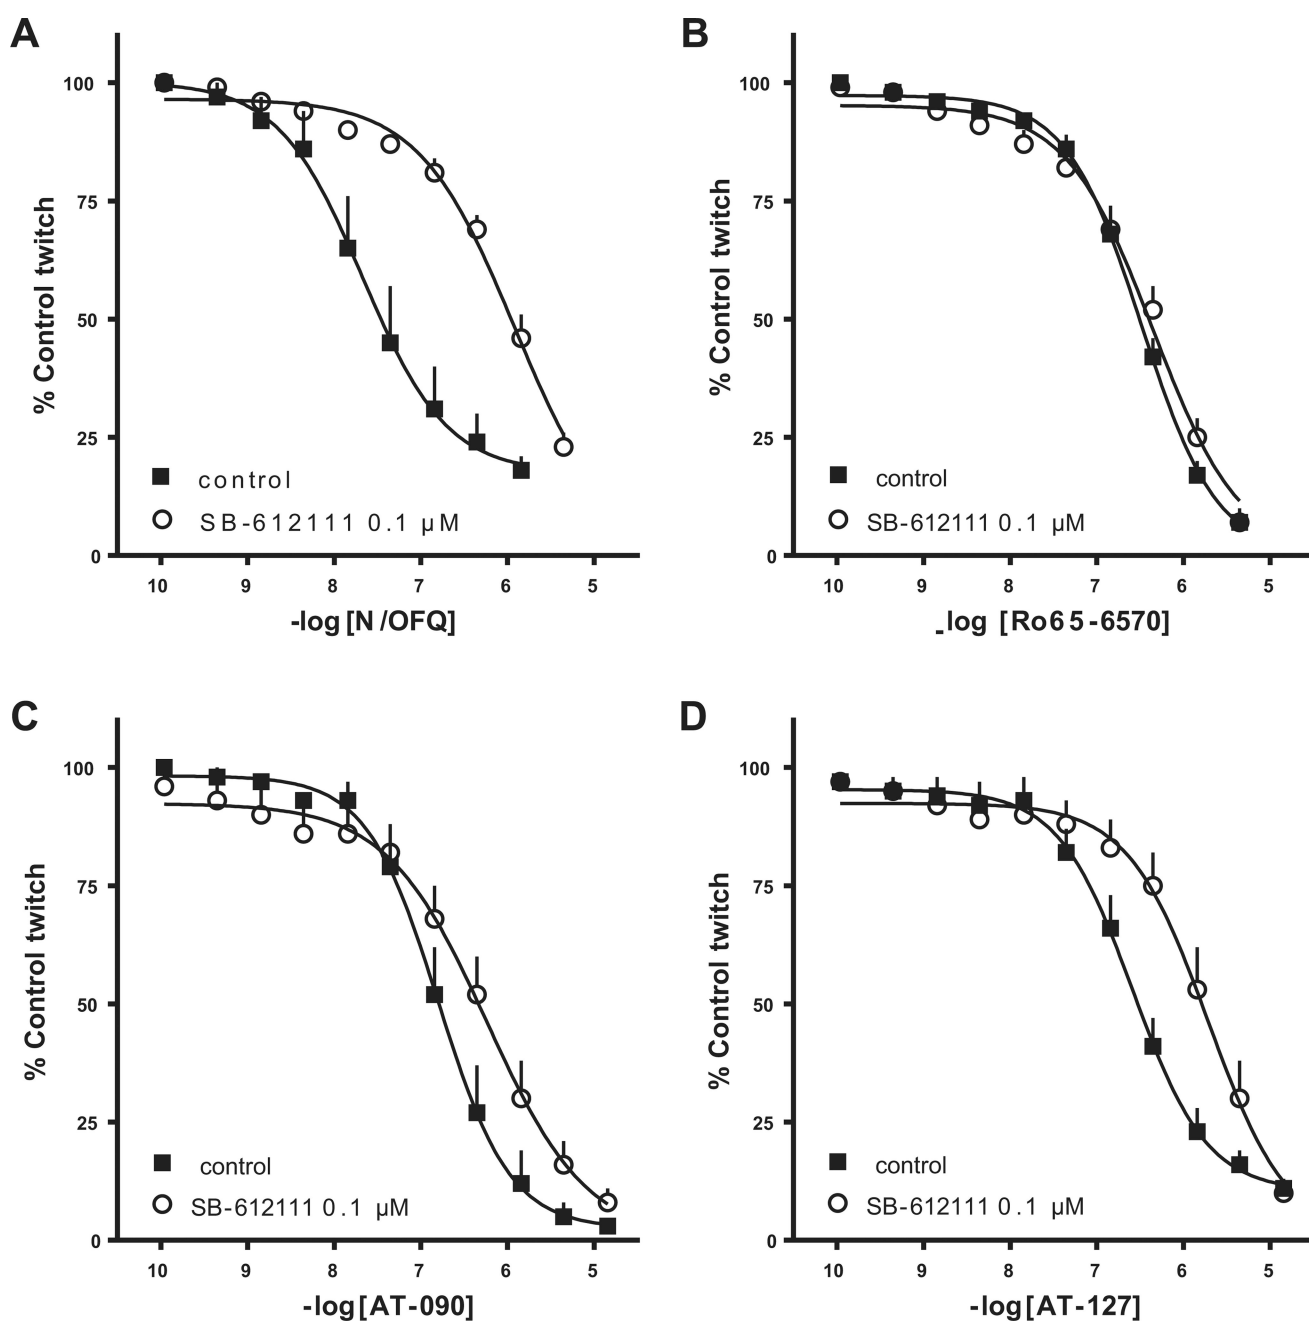 A
% Control twitch
100
75
50
25
0
control
SB-612111 0.1 µM
10 9 8 7 6 5
-log[N/OFQ]
B
% Control twitch
100
75
50
25
0
control
SB-612111 0.1 µM
10 9 8 7 6 5
-log [Ro65-6570]
C
% Control twitch
100
75
50
25
0
control
SB-612111 0.1 µM
10 9 8 7 6 5
-log[AT-090]
D
% Control twitch
100
75
50
25
0
control
SB-612111 0.1 µM
10 9 8 7 6 5
-log[AT-127]